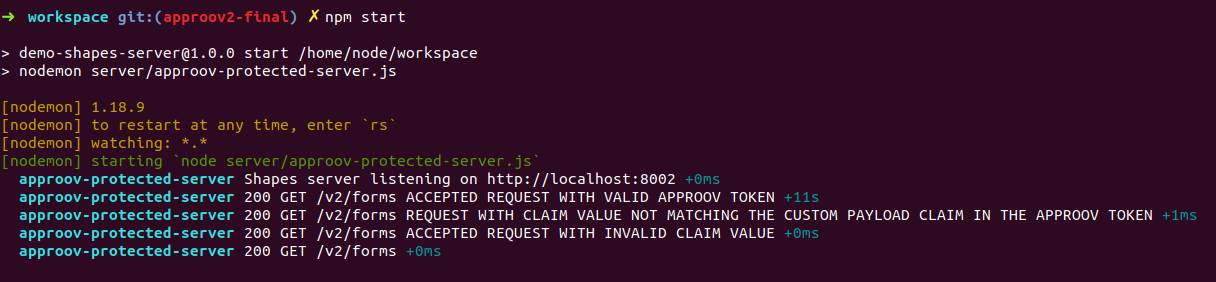 ➜ workspace git:(approov2-final) ✗ npm start
> demo-shapes-server@1.0.0 start /home/node/workspace
> nodemon server/approov-protected-server.js
[nodemon] 1.18.9
[nodemon] to restart at any time, enter `rs`
[nodemon] watching: *.*
[nodemon] starting `node server/approov-protected-server.js`
approov-protected-server Shapes server listening on http://localhost:8002 +0ms
approov-protected-server 200 GET /v2/forms ACCEPTED REQUEST WITH VALID APPROOV TOKEN +11s
approov-protected-server 200 GET /v2/forms REQUEST WITH CLAIM VALUE NOT MATCHING THE CUSTOM PAYLOAD CLAIM IN THE APPROOV TOKEN +1ms
approov-protected-server 200 GET /v2/forms ACCEPTED REQUEST WITH INVALID CLAIM VALUE +0ms
approov-protected-server 200 GET /v2/forms +0ms